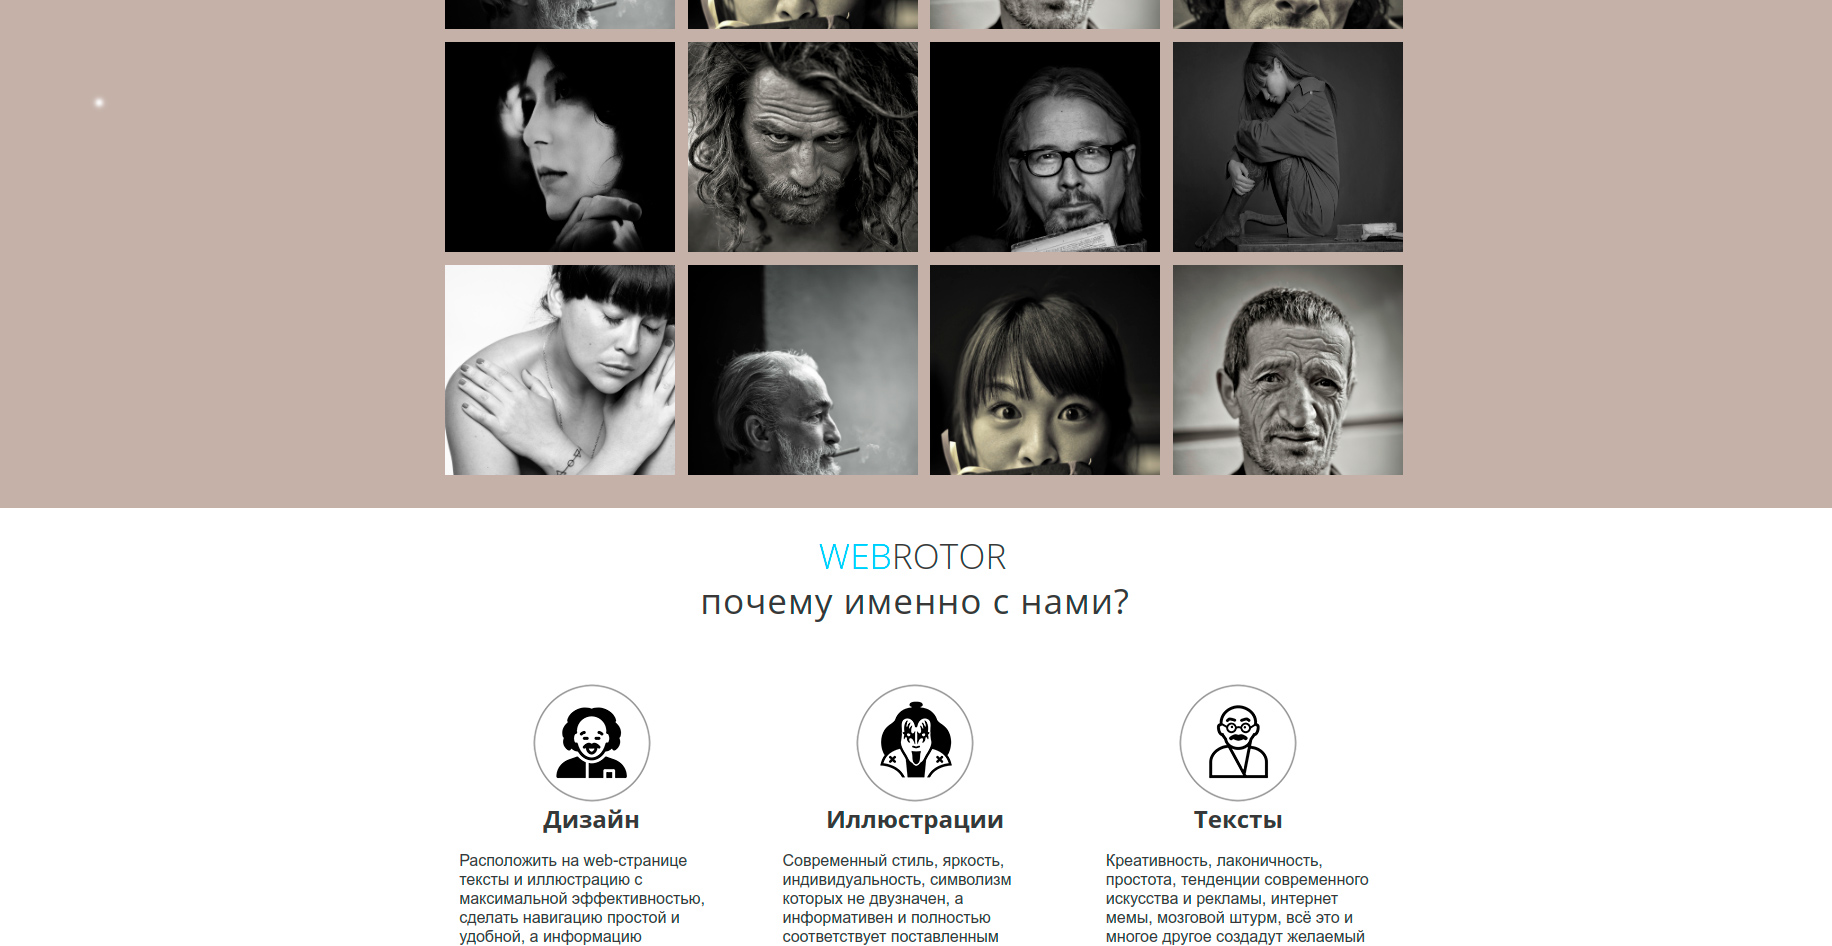 WEBROTOR
почему именно с нами?
Дизайн
Расположить на web-странице
тексты и иллюстрацию с
максимальной эффективностью,
сделать навигацию простой и
удобной, а информацию
Иллюстрации
Современный стиль, яркость,
индивидуальность, символизм
которых не двузначен, а
информативен и полностью
соответствует поставленным
Тексты
Креативность, лаконичность,
простота, тенденции современного
искусства и рекламы, интернет
мемы, мозговой штурм, всё это и
многое другое создадут желаемый